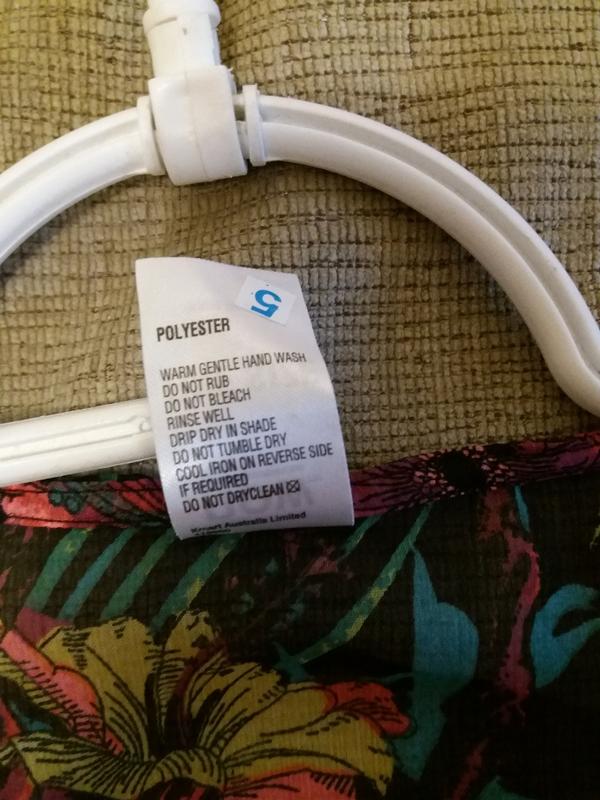 5
POLYESTER
WARM GENTLE HAND WASH
DO NOT RUB
DO NOT BLEACH
RINSE WELL
DRIP DRY IN SHADE
DO NOT TUMBLE DRY
COOL IRON ON REVERSE SIDE
IF REQUIRED
DO NOT DRYCLEAN
Kmart Australia Limited